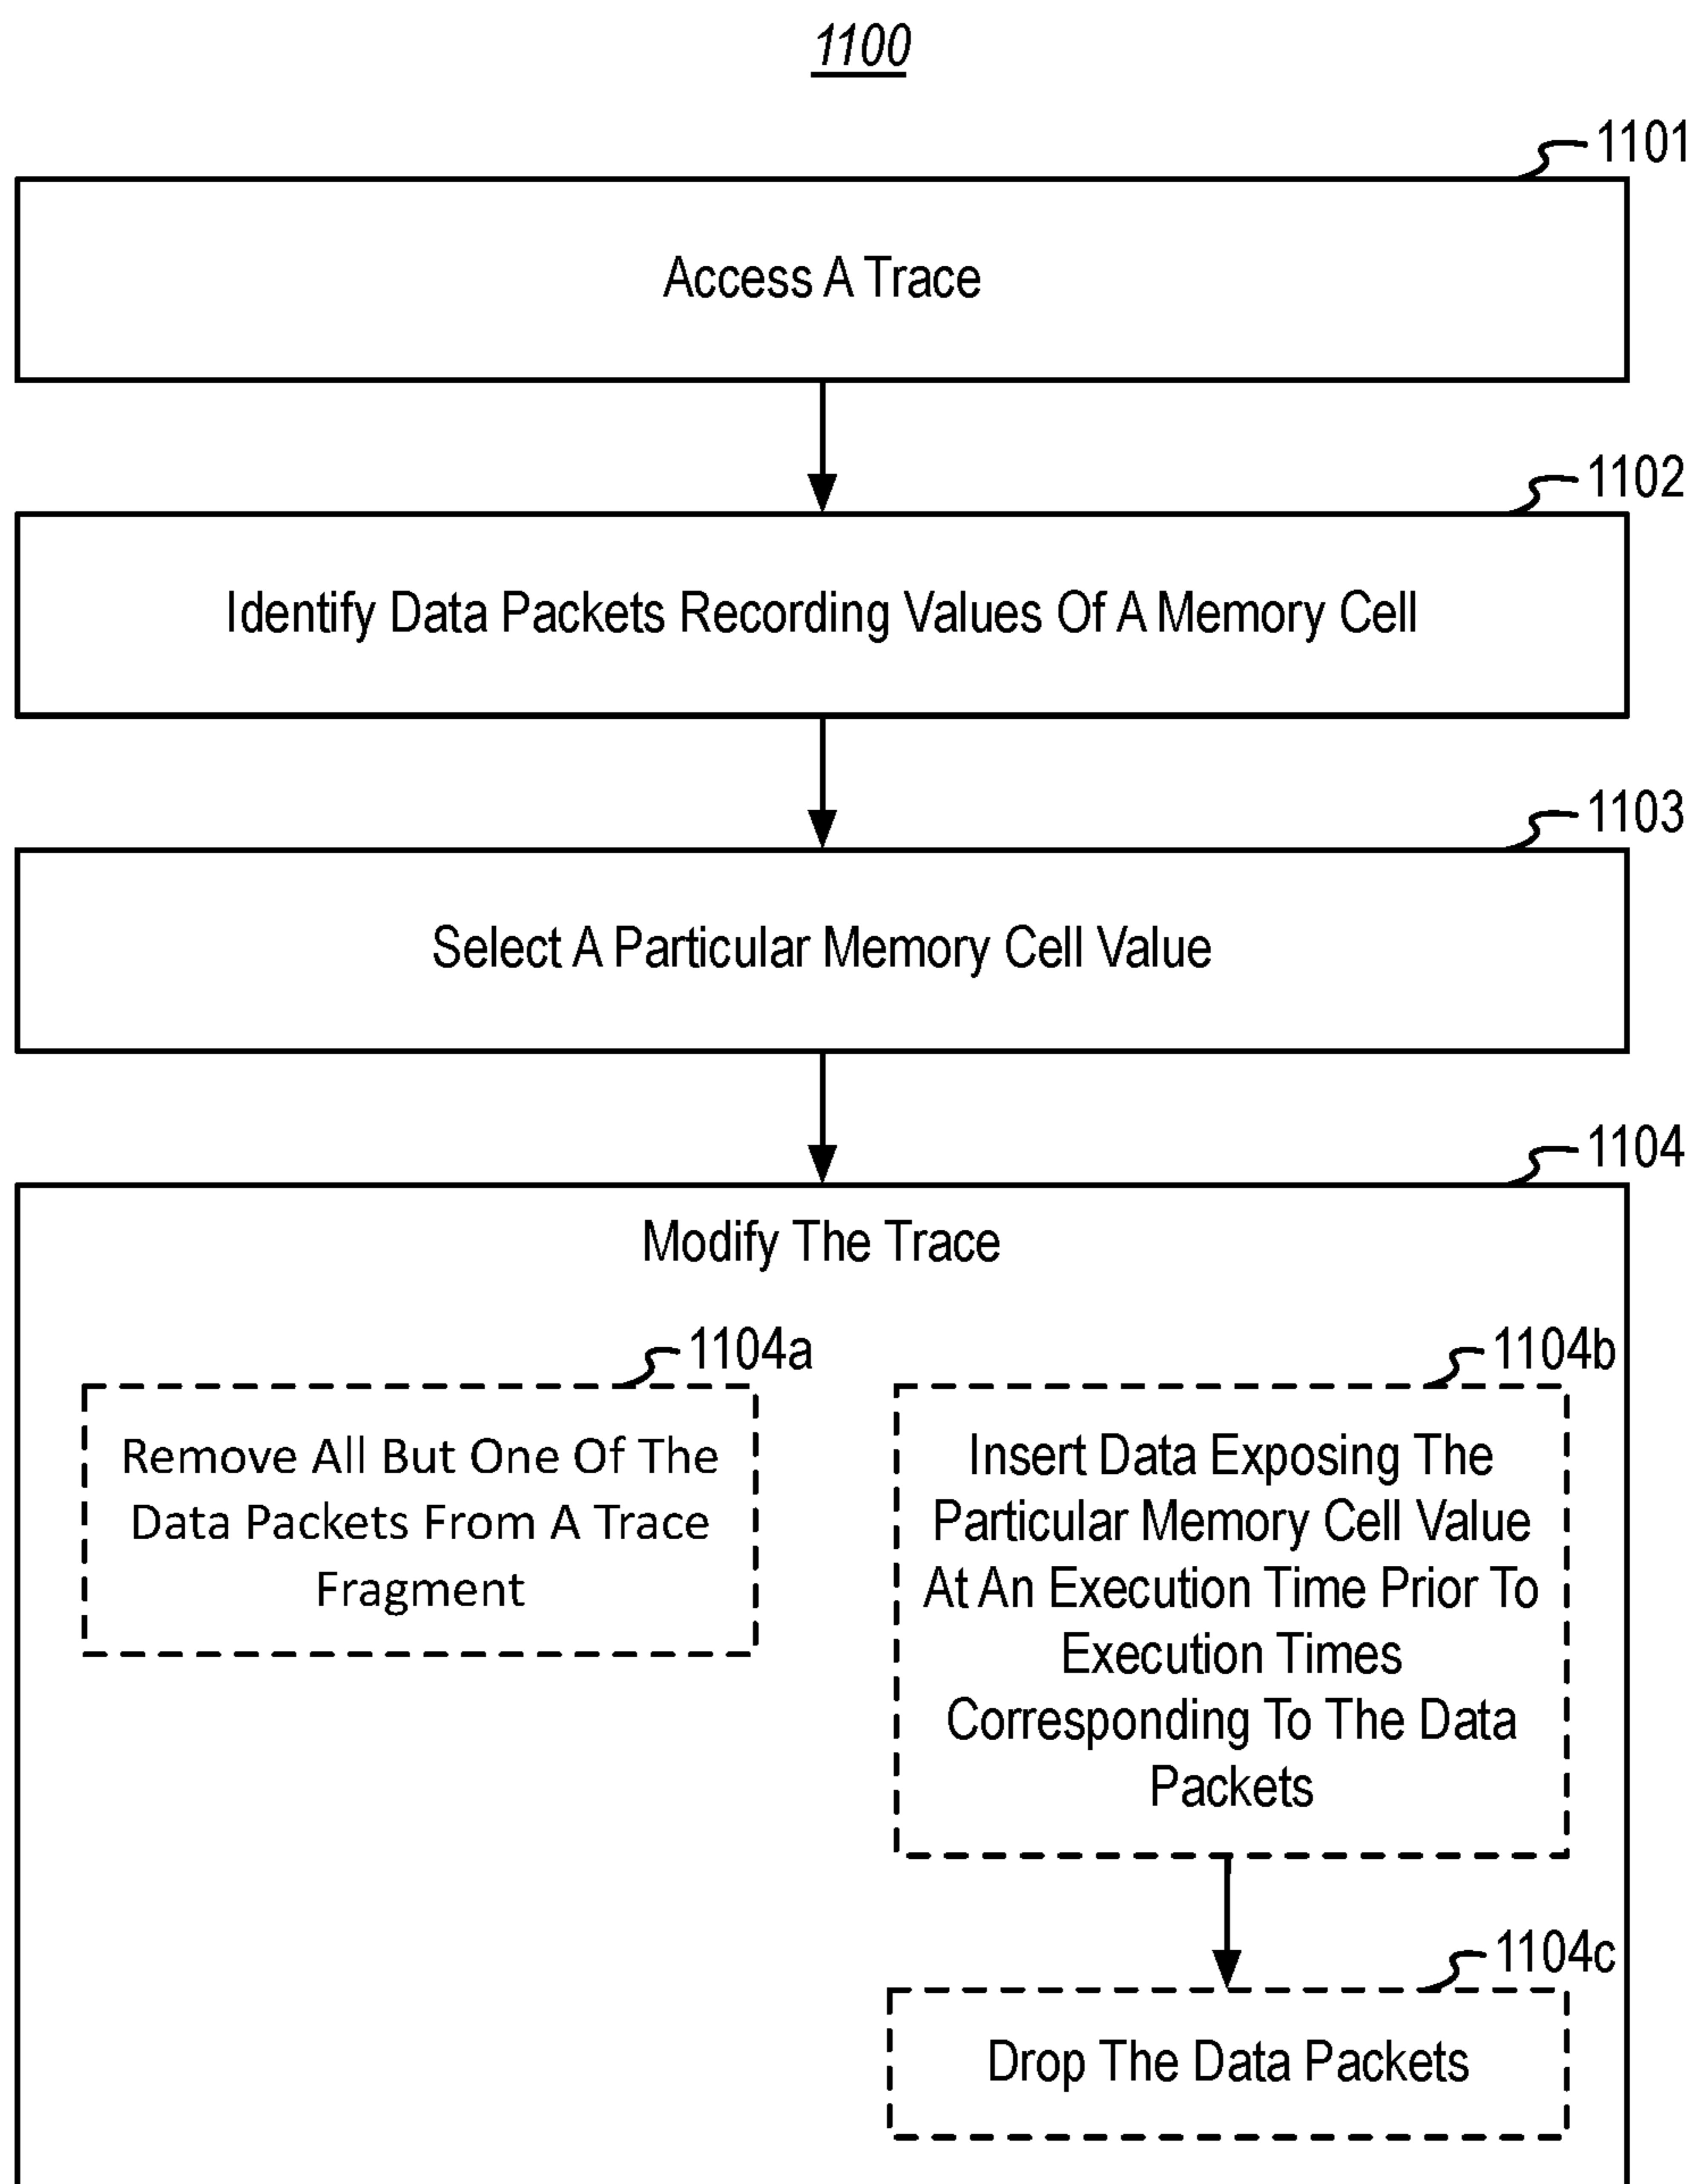 1100
1101
Access A Trace
1102
Identify Data Packets Recording Values Of A Memory Cell
1103
Select A Particular Memory Cell Value
1104
Modify The Trace
1104a
Remove All But One Of The
Data Packets From A Trace
Fragment
1104b
Insert Data Exposing The
Particular Memory Cell Value
At An Execution Time Prior To
Execution Times
Corresponding To The Data
Packets
1104c
Drop The Data Packets